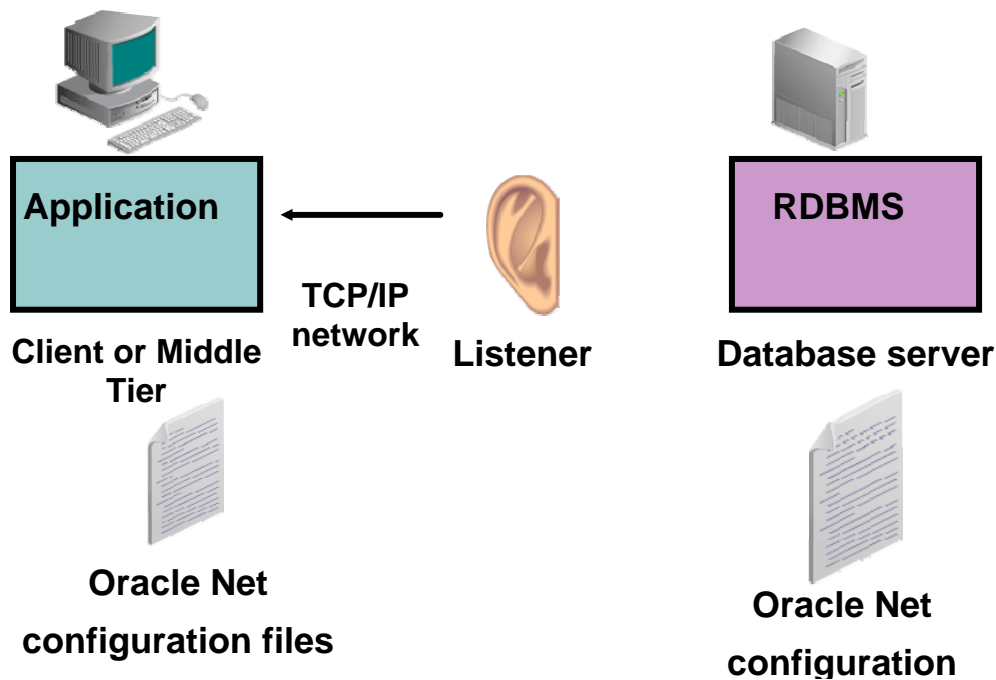 Application
RDBMS
TCP/IP
network
Client or Middle
Tier
Listener
Database server
Oracle Net
configuration files
Oracle Net
configuration